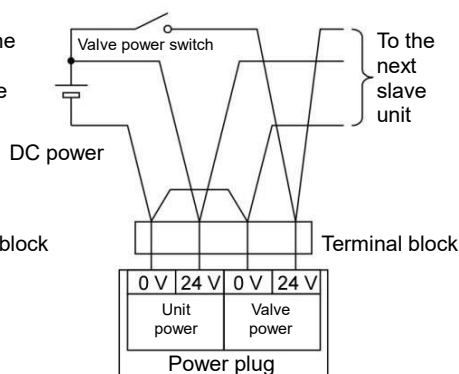 Valve power switch
To the
next
slave
unit
DC power
block
Terminal block
0 V 24 V 0 V 24 V
Unit
power
Valve
power
Power plug